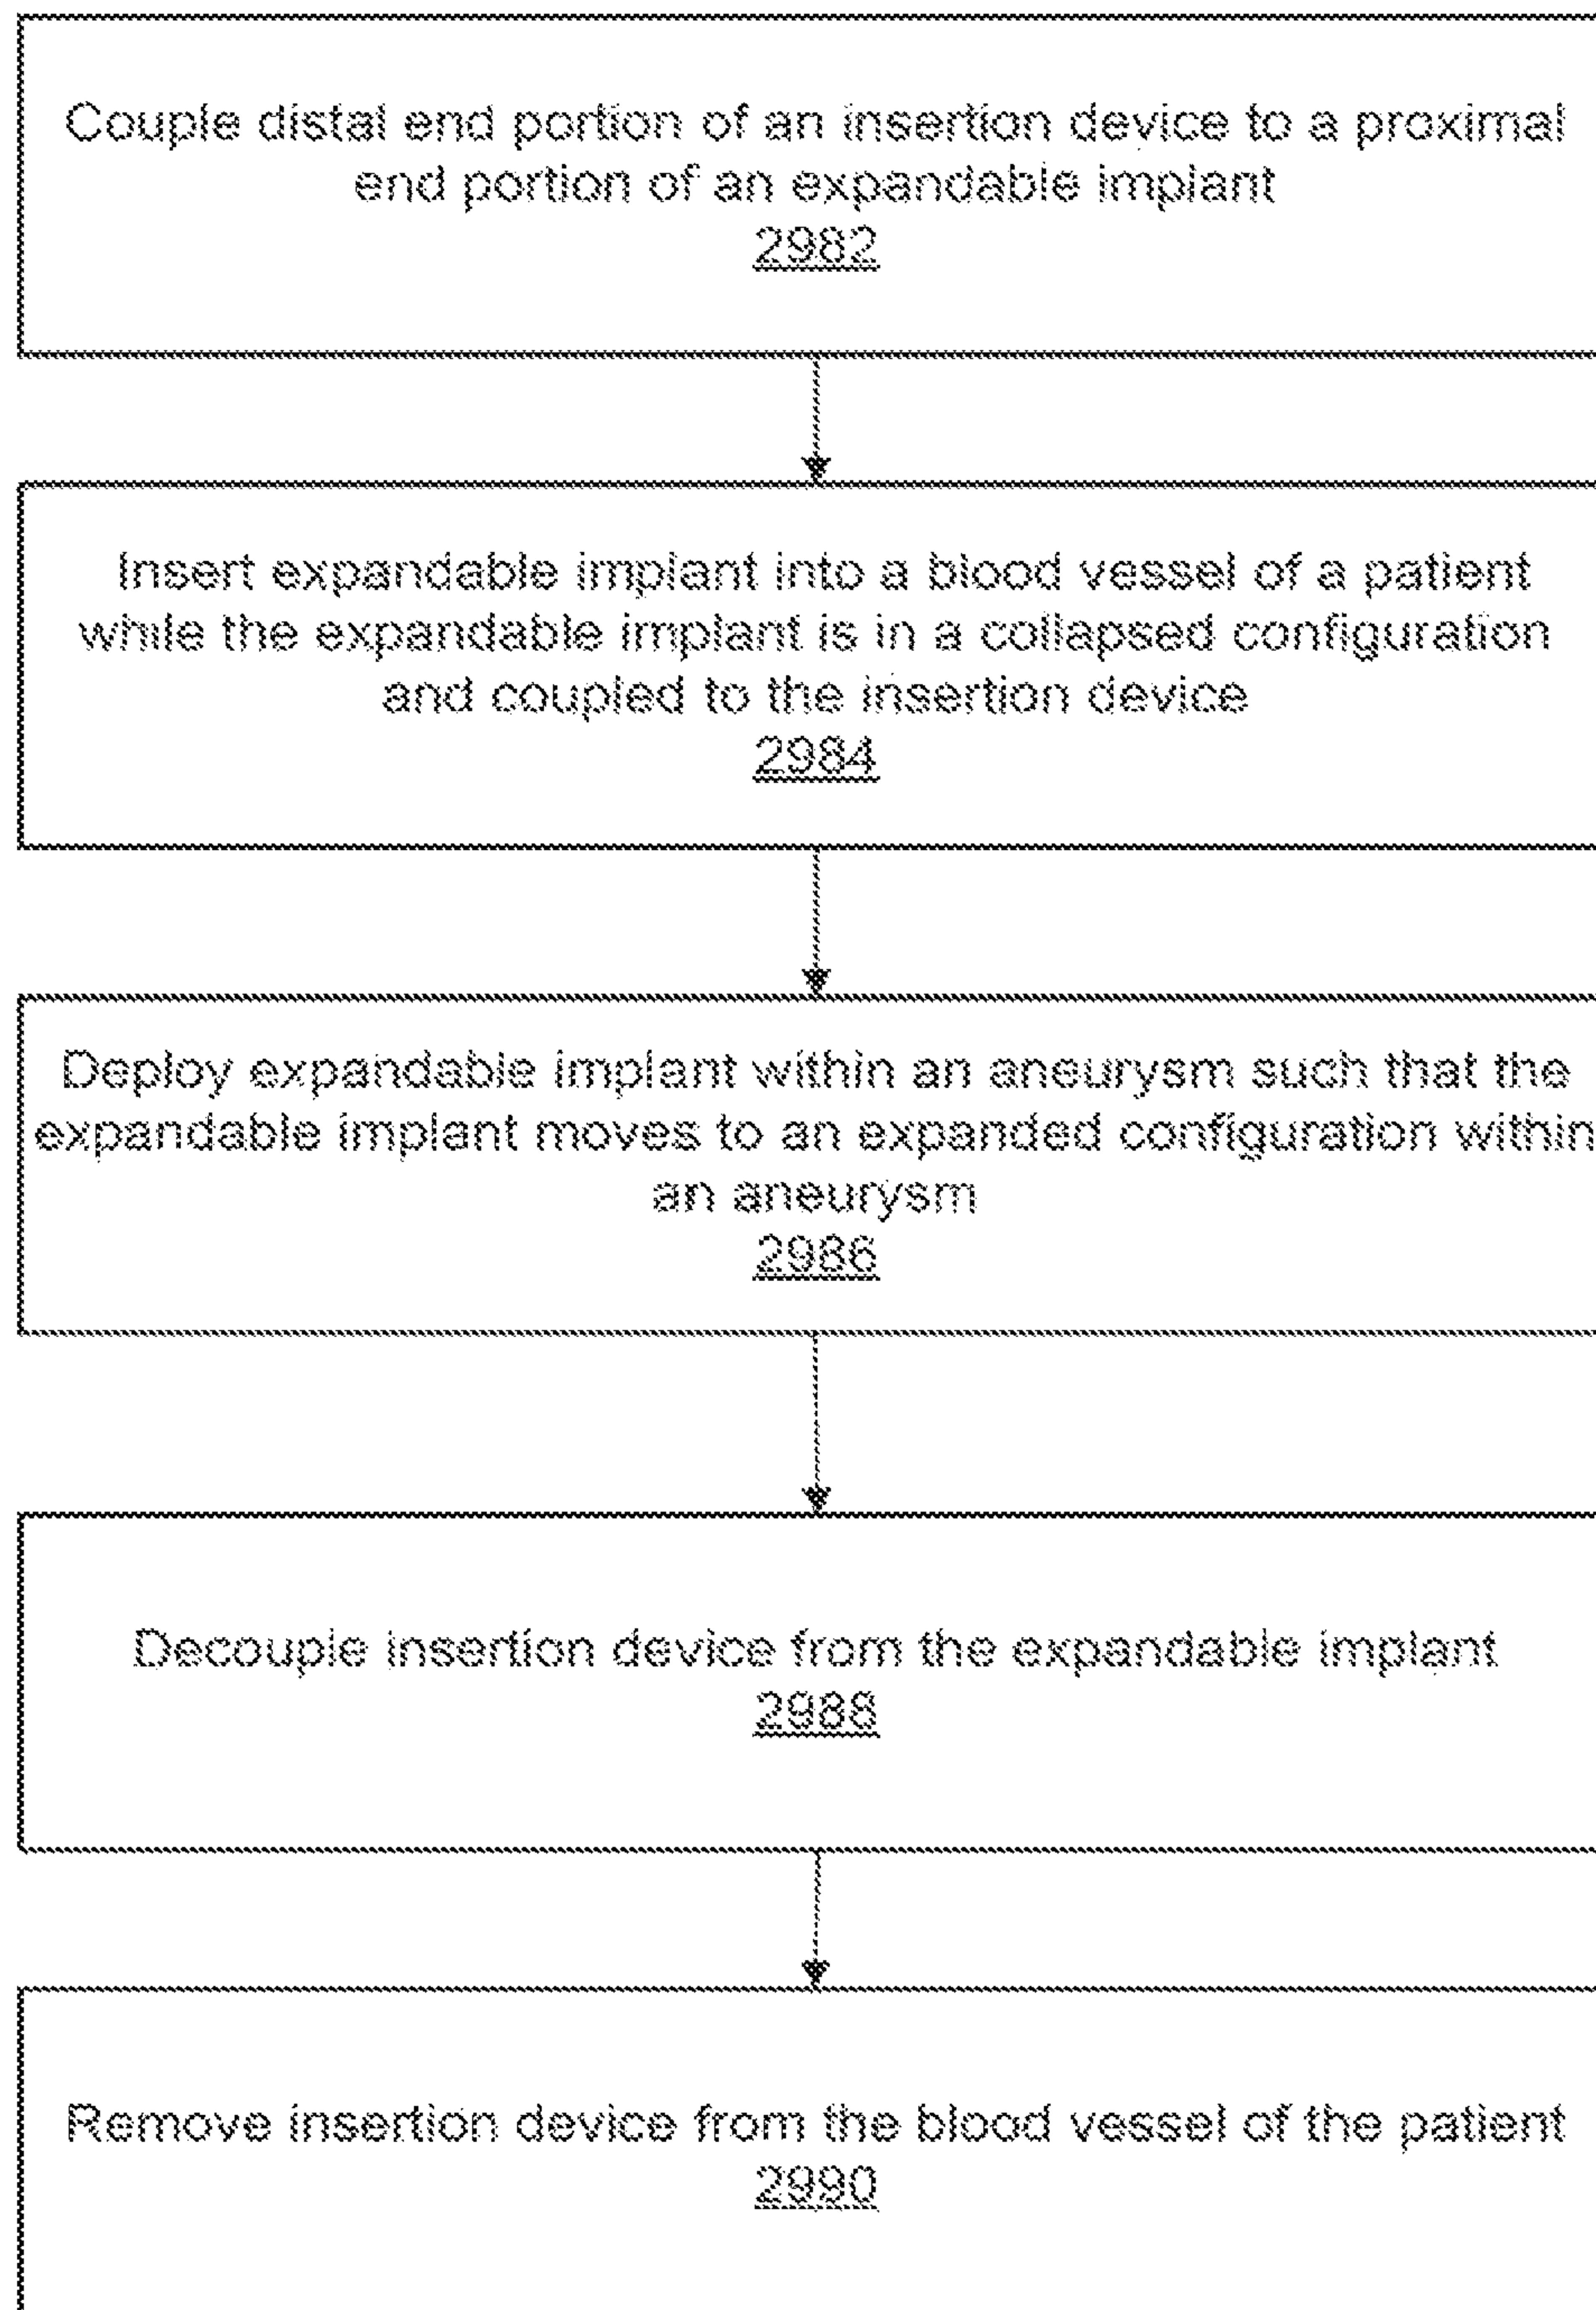 Couple distal end portion of an insertion device to a proximal
end portion of an expandable implant
2982
Insert expandable implant into a blood vessel of a patient
while the expandable implant is in a collapsed configuration
and coupled to the insertion device
2984
Deploy expandable implant within an aneurysm such that the
expandable implant moves to an expanded configuration within
an aneurysm
2986
Decouple insertion device from the expandable implant
2988
Remove insertion device from the blood vessel of the patient
2990